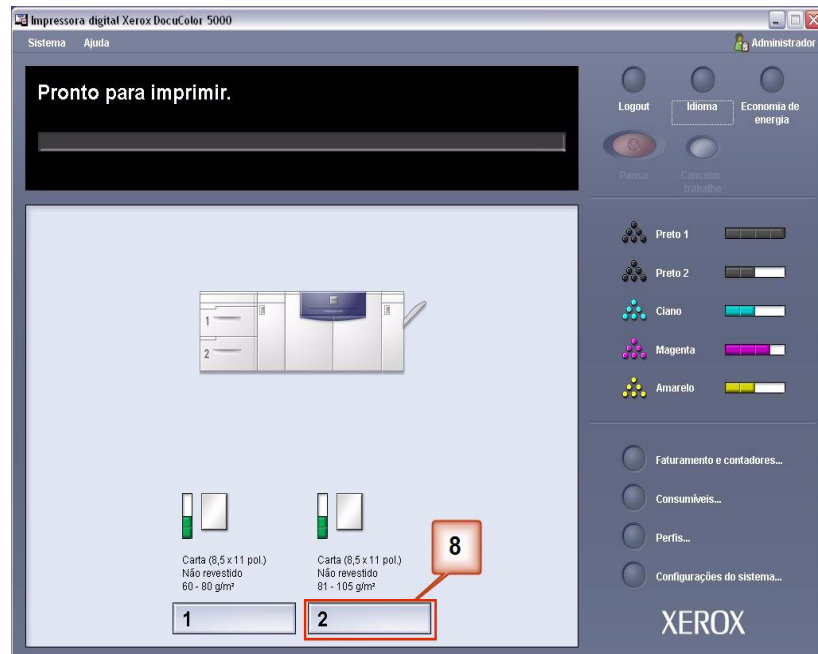 Impressora digital Xerox DocuColor 5000
Sistema Ajuda
Administrador
Pronto para imprimir.
Logout
Idioma
Economia de
energia
Pausa
Cancelar
trabalho
Preto 1
Preto 2
Ciano
Magenta
Amarelo
1
2
Carta (8,5 x 11 pol.)
Não revestido
60 - 80 g/m²
1
Carta (8,5 x 11 pol.)
Não revestido
81 - 105 g/m²
2
8
Faturamento e contadores...
Consumíveis...
Perfis...
Configurações do sistema...
XEROX